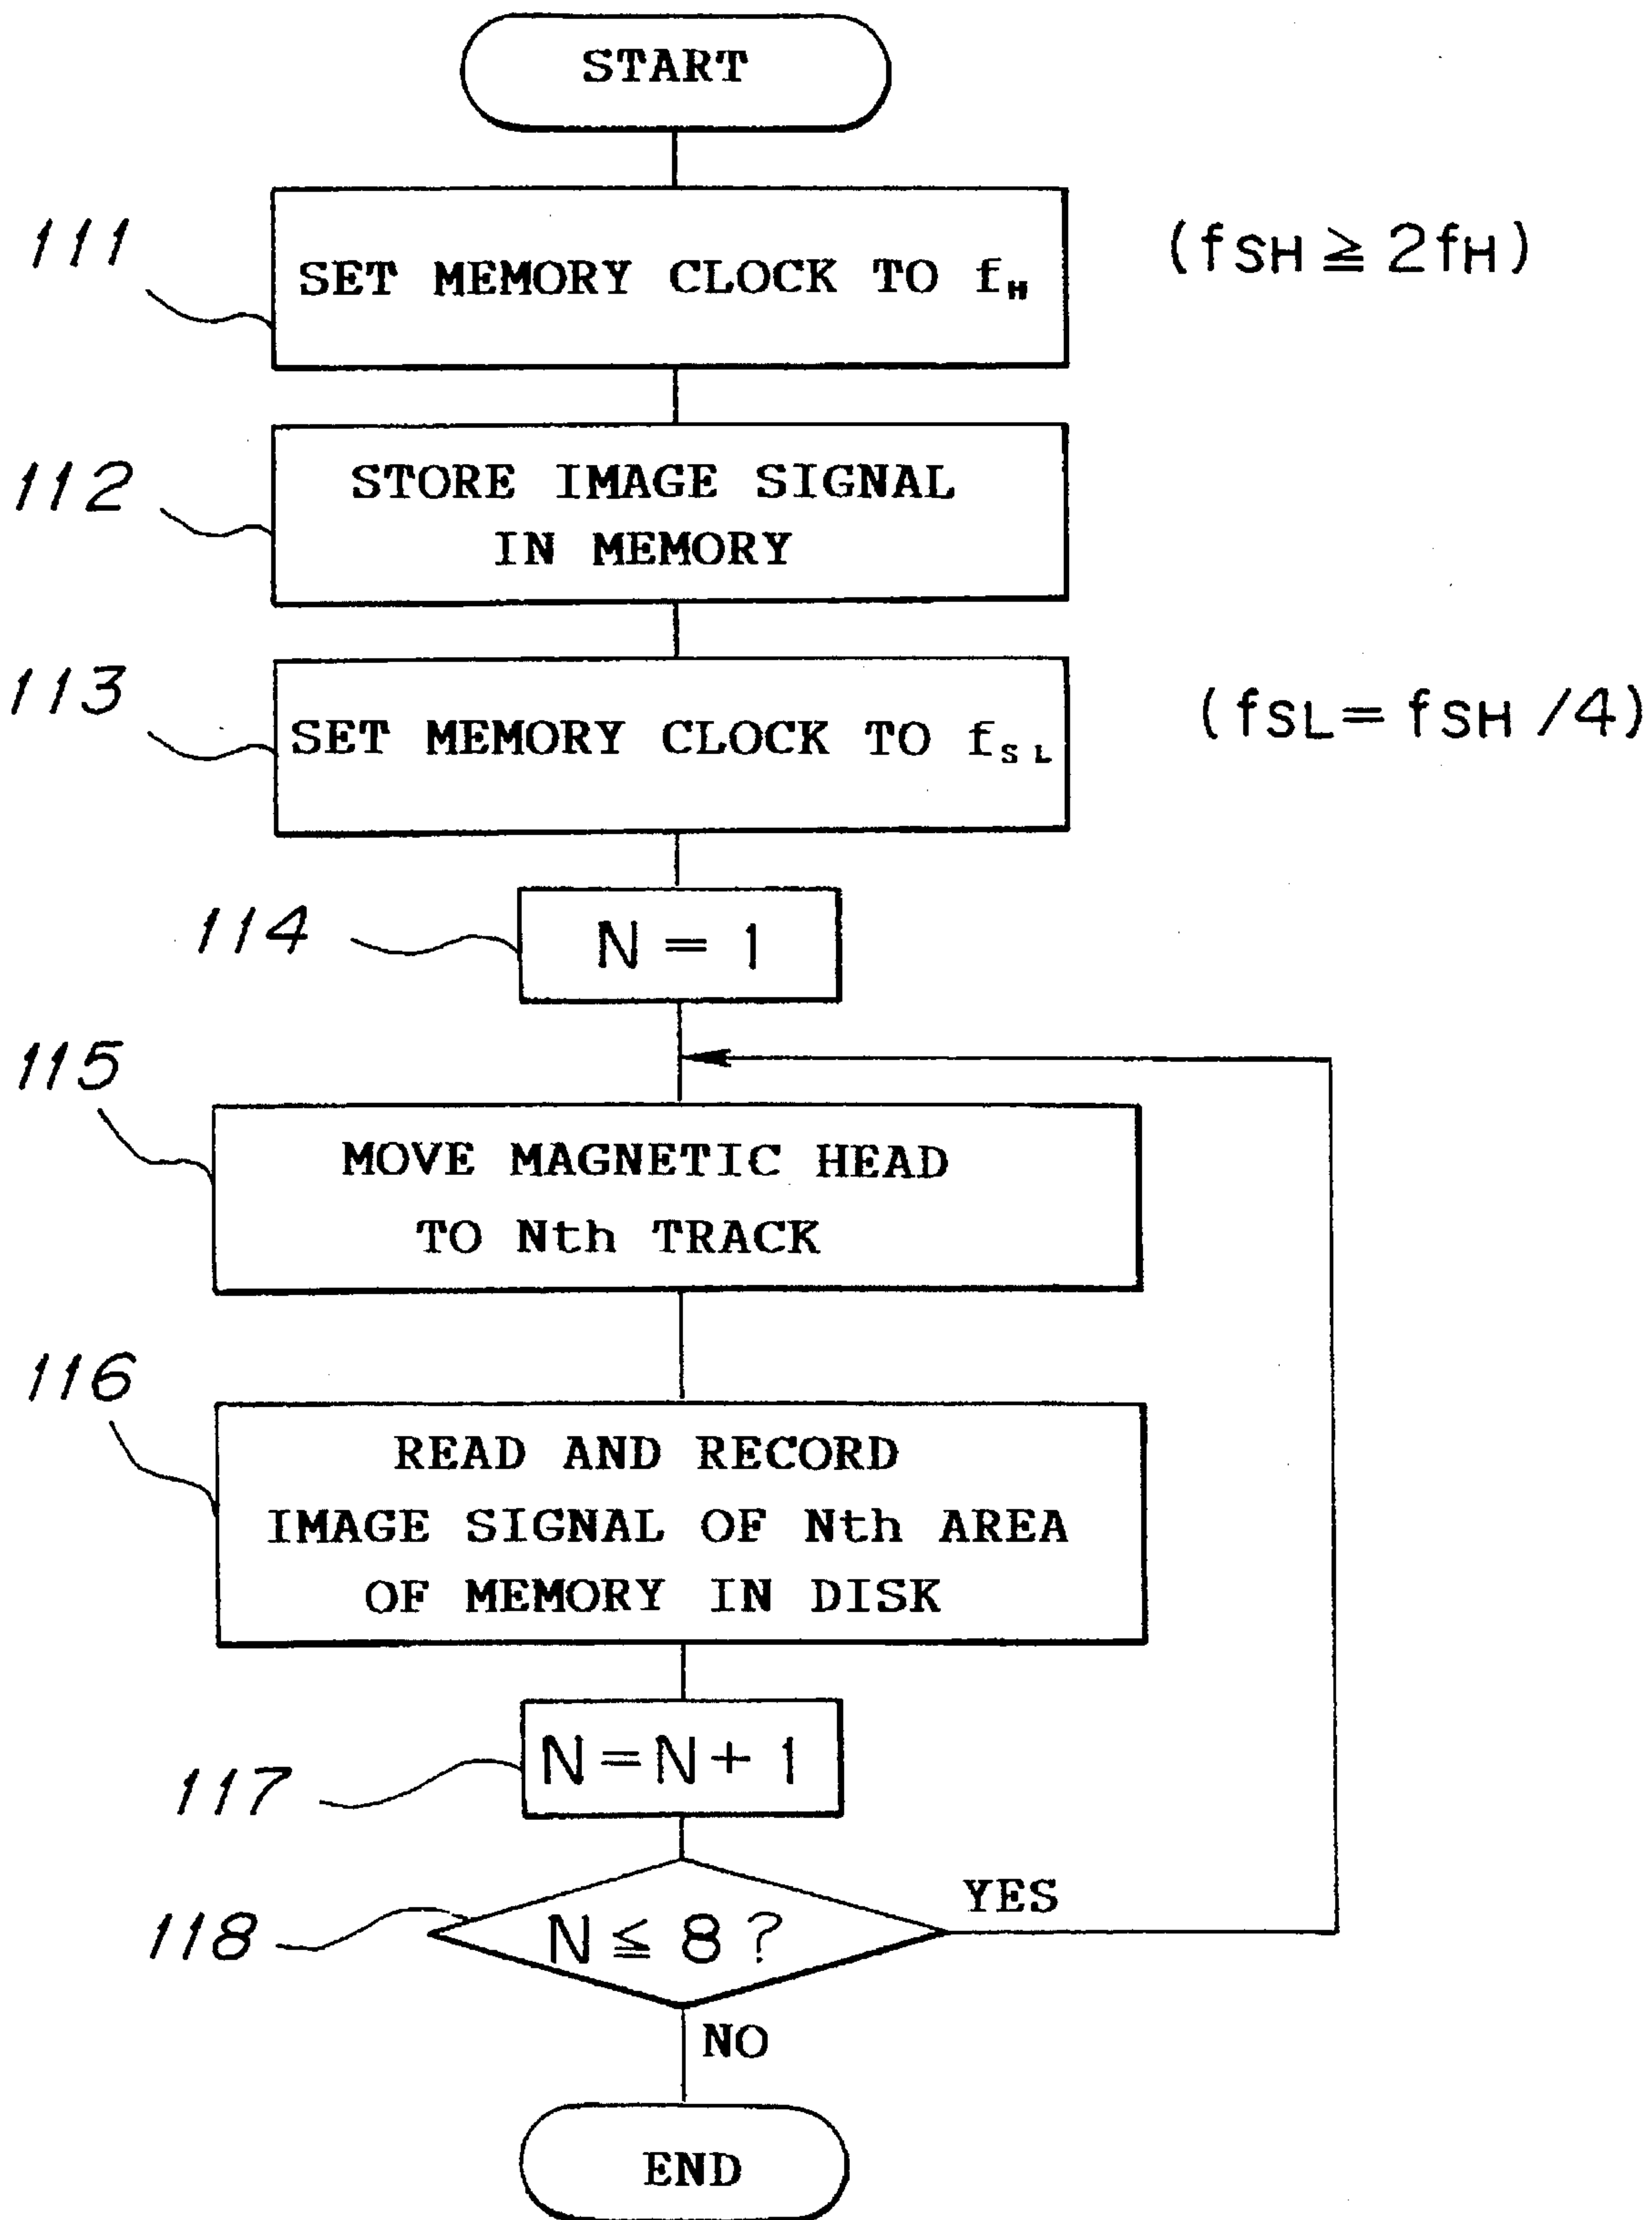 START
111
SET MEMORY CLOCK TO f_H
(fSH ≧ 2fH)
112
STORE IMAGE SIGNAL
IN MEMORY
113
SET MEMORY CLOCK TO f_SL
(fSL = fSH /4)
114
N = 1
115
MOVE MAGNETIC HEAD
TO Nth TRACK
116
READ AND RECORD
IMAGE SIGNAL OF Nth AREA
OF MEMORY IN DISK
117
N = N + 1
118
N ≦ 8 ?
YES
NO
END